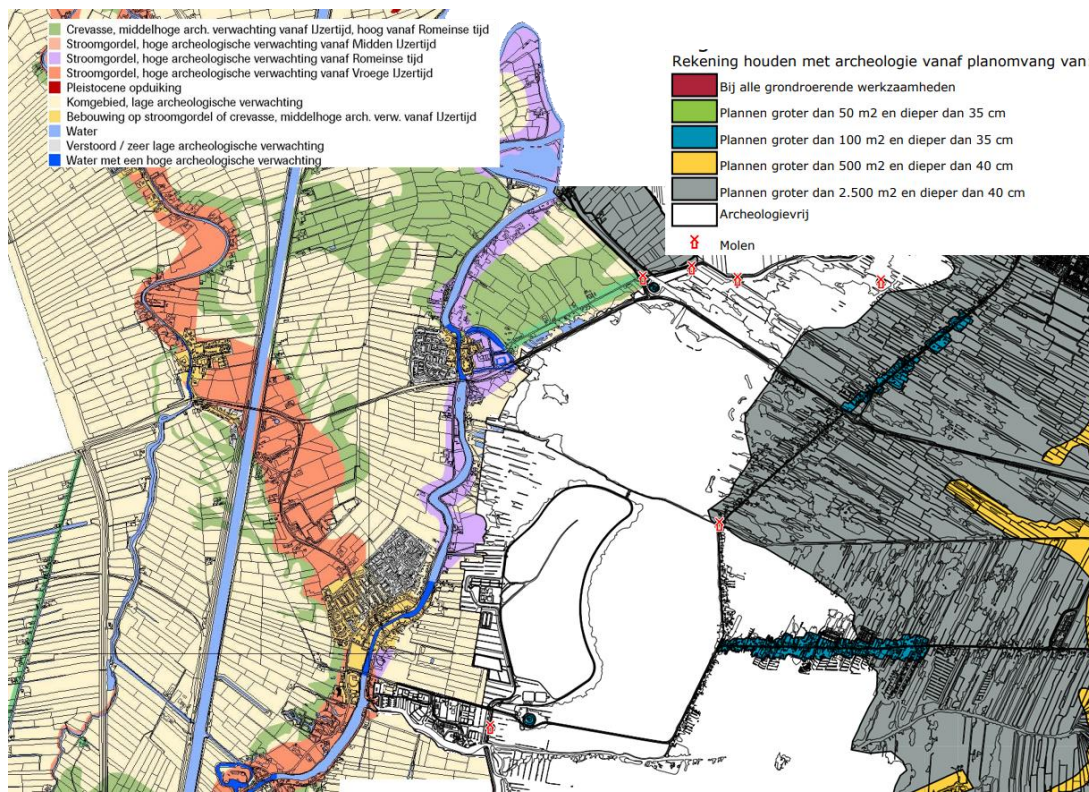 Crevasse, middelhoge arch. verwachting vanaf IJzertijd, hoog vanaf Romeinse tijd
Stroomgordel, hoge archeologische verwachting vanaf Midden IJzertijd
Stroomgordel, hoge archeologische verwachting vanaf Romeinse tijd
Stroomgordel, hoge archeologische verwachting vanaf Vroege IJzertijd
Pleistocene opduiking
Komgebied, lage archeologische verwachting
Bebouwing op stroomgordel of crevasse, middelhoge arch. verw. vanaf IJzertijd
Water
Verstoord / zeer lage archeologische verwachting
Water met een hoge archeologische verwachting
Rekening houden met archeologie vanaf planomvang van
Bij alle grondroerende werkzaamheden
Plannen groter dan 50 m2 en dieper dan 35 cm
Plannen groter dan 100 m2 en dieper dan 35 cm
Plannen groter dan 500 m2 en dieper dan 40 cm
Plannen groter dan 2.500 m2 en dieper dan 40 cm
Archeologievrij
Molen